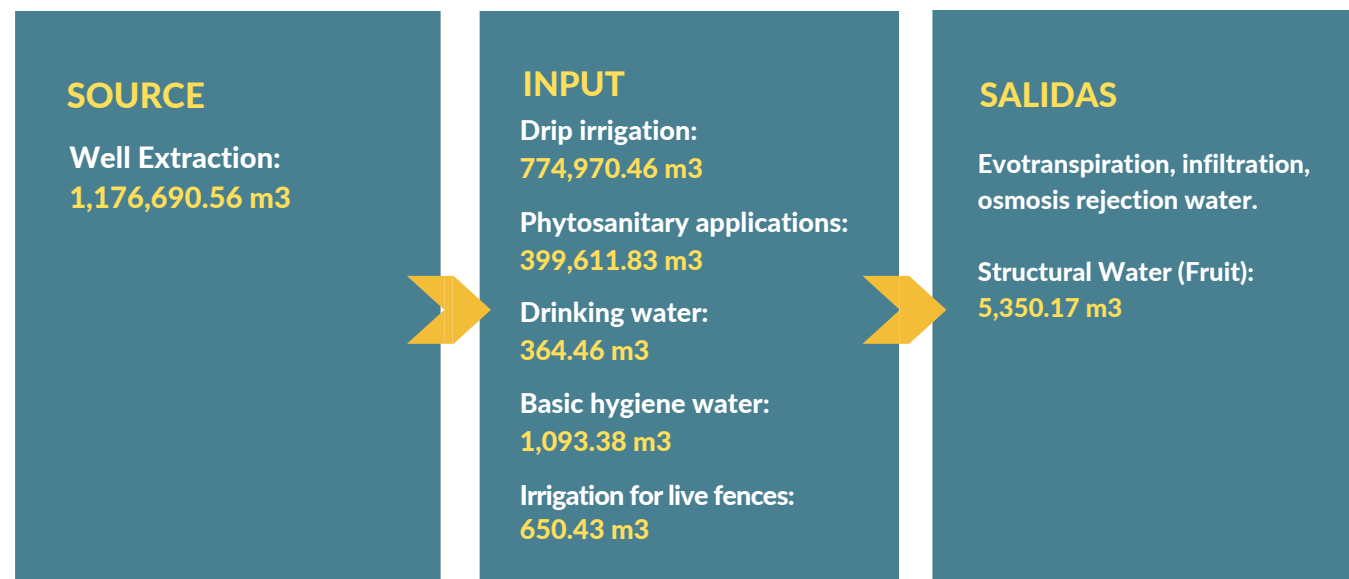 SOURCE
Well Extraction:
1,176,690.56 m3
INPUT
Drip irrigation:
774,970.46 m3
Phytosanitary applications:
399,611.83 m3
Drinking water:
364.46 m3
Basic hygiene water:
1,093.38 m3
Irrigation for live fences:
650.43 m3
SALIDAS
Evotranspiration, infiltration,
osmosis rejection water.
Structural Water (Fruit):
5,350.17 m3